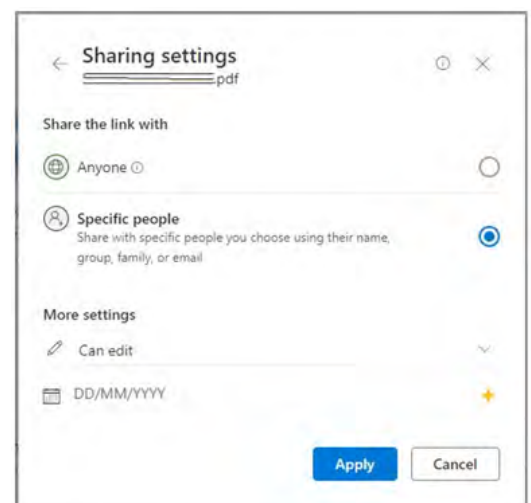 Sharing settings
.pdf
Share the link with
Anyone
Specific people
Share with specific people you choose using their name,
group, family, or email
More settings
Can edit
DD/MM/YYYY
Apply Cancel